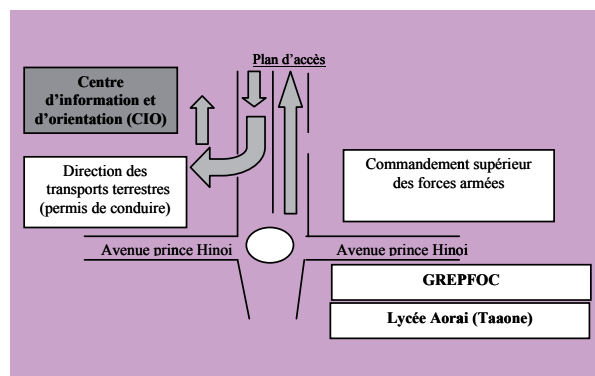 Plan d'accès
Centre
d'information et
d'orientation (CIO)
Direction des
transports terrestres
(permis de conduire)
Commandement supérieur
des forces armées
Avenue prince Hinoi
Avenue prince Hinoi
GREPFOC
Lycée Aorai (Taaone)